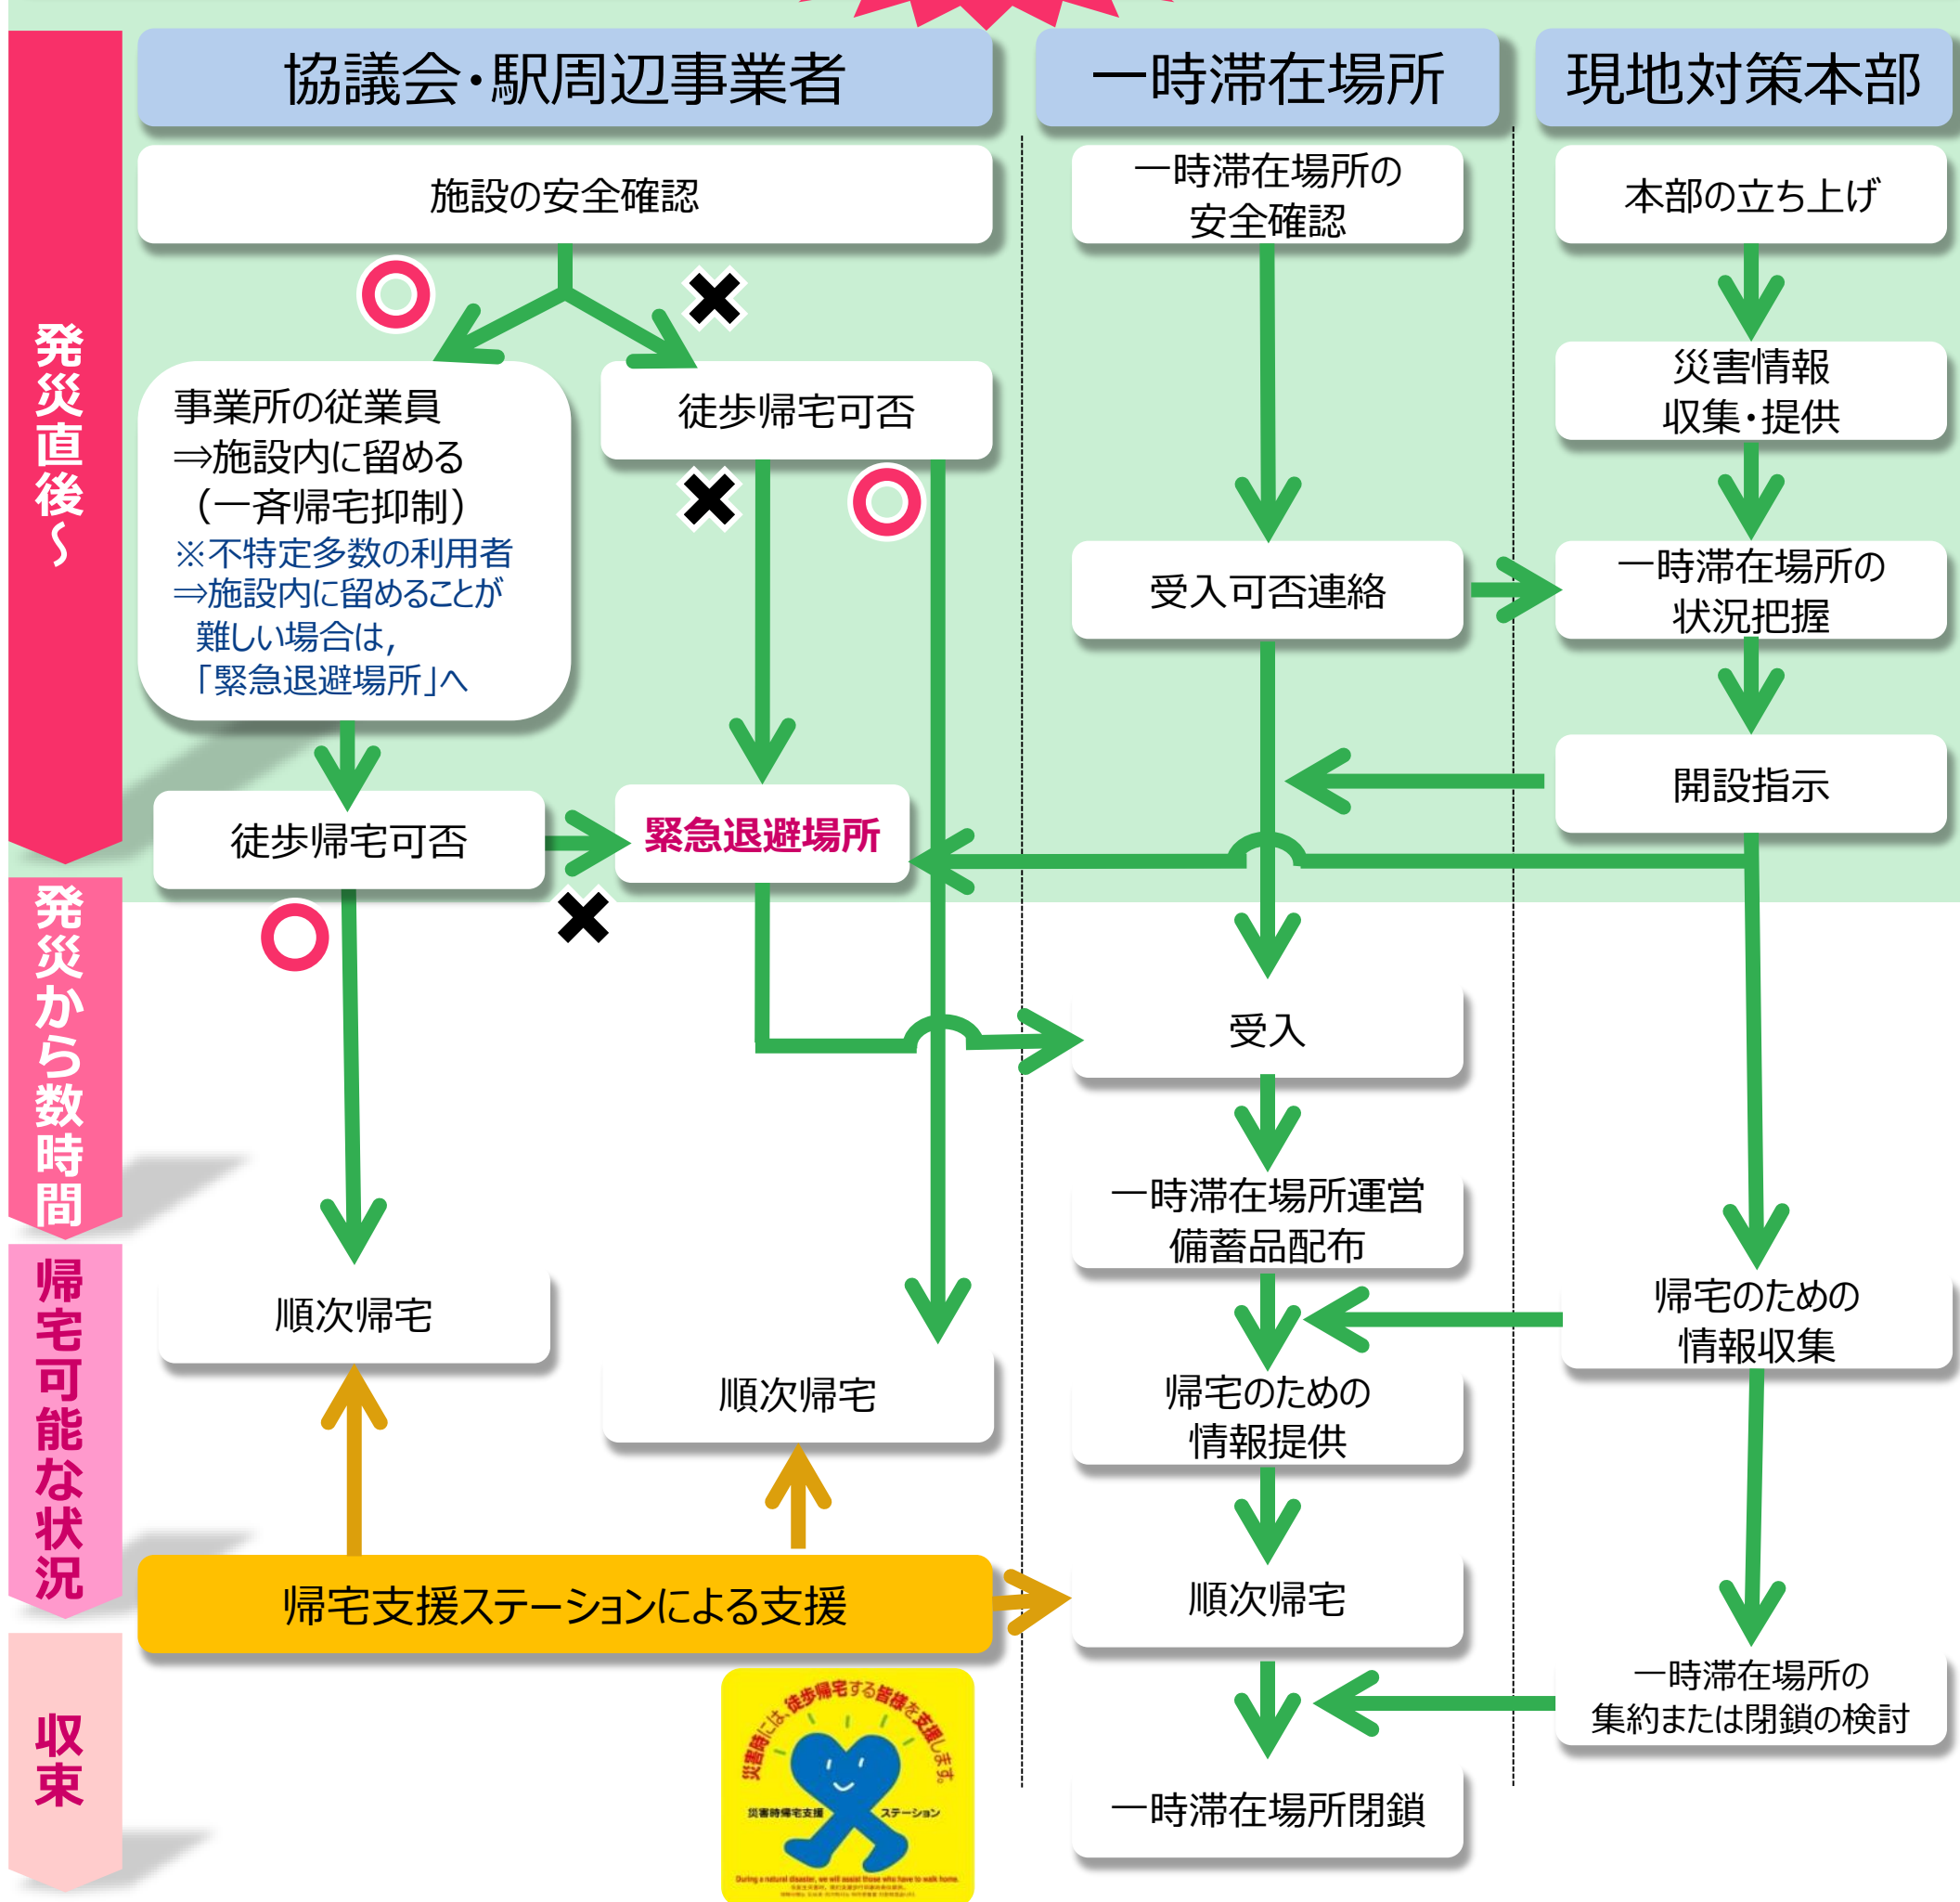 協議会・駅周辺事業者
一時滞在場所
現地対策本部
発災直後～
施設の安全確認
一時滞在場所の
安全確認
本部の立ち上げ
災害情報
収集・提供
事業所の従業員
⇒施設内に留める
（一斉帰宅抑制）
※不特定多数の利用者
⇒施設内に留めることが
難しい場合は，
「緊急退避場所」へ
徒歩帰宅可否
受入可否連絡
一時滞在場所の
状況把握
開設指示
徒歩帰宅可否
緊急退避場所
発災から数時間
受入
一時滞在場所運営
備蓄品配布
帰宅可能な状況
順次帰宅
順次帰宅
帰宅のための
情報提供
帰宅のための
情報収集
帰宅支援ステーションによる支援
順次帰宅
収束
一時滞在場所の
集約または閉鎖の検討
一時滞在場所閉鎖
災害時には、徒歩帰宅する皆様を支援します。
災害時帰宅支援 ステーション
During a natural disaster, we will assist those who have to walk home.